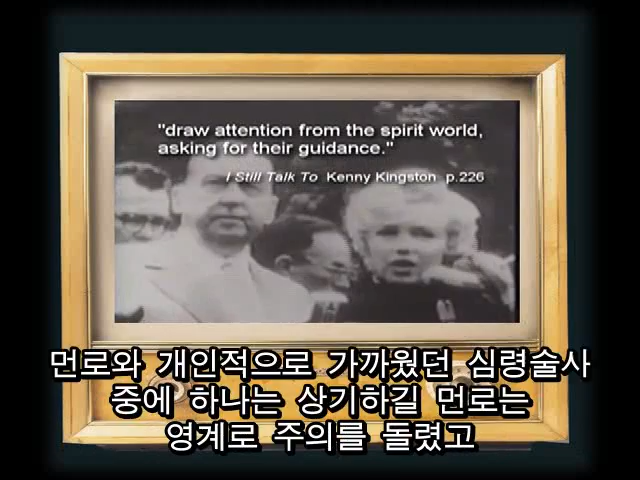 "draw attention from the spirit world,
asking for their guidance."
I Still Talk To Kenny Kingston p.226
먼로와 개인적으로 가까웠던 심령술사
중에 하나는 상기하길 먼로는
영계로 주의를 돌렸고